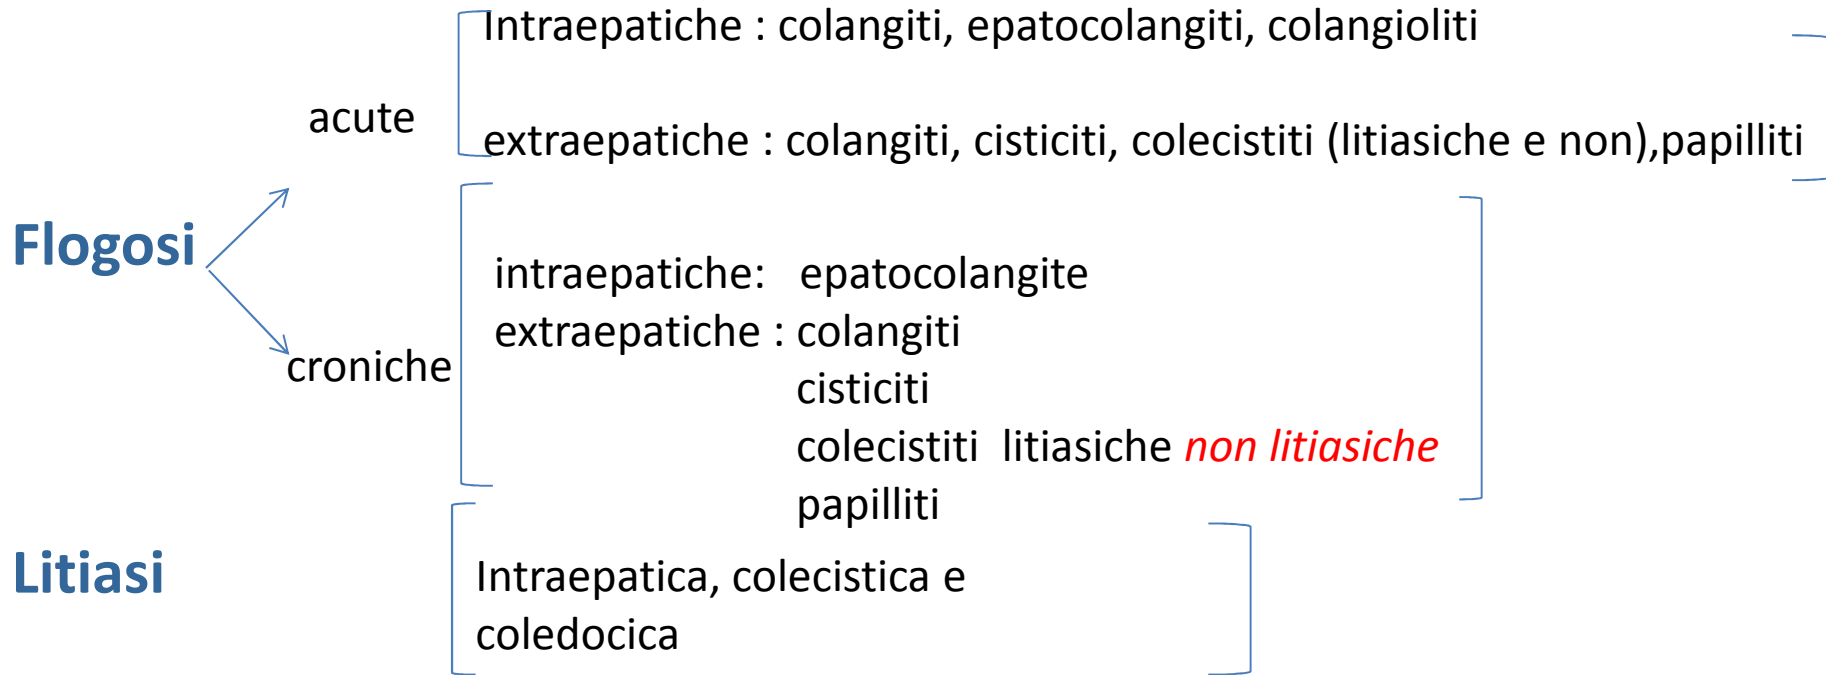 Intraepatiche : colangiti, epatocolangiti, colangioliti
acute
extraepatiche : colangiti, cisticiti, colecistiti (litiasiche e non),papilliti
Flogosi
intraepatiche: epatocolangite
extraepatiche : colangiti
croniche
cisticiti
colecistiti litiasiche non litiasiche
papilliti
Litiasi
Intraepatica, colecistica e
coledocica